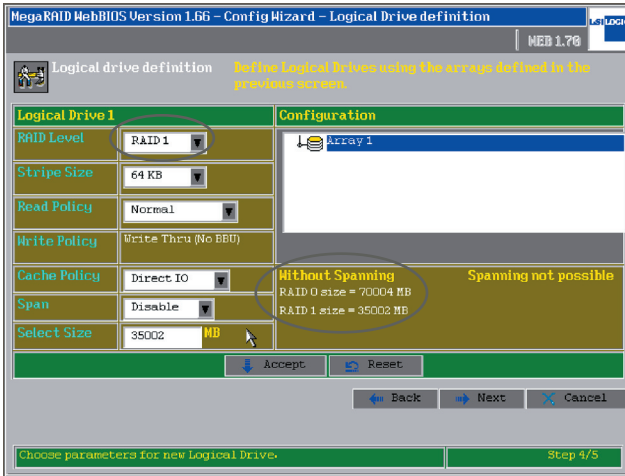 MegaRAID WebBIOS Version 1.66 - Config Wizard - Logical Drive definition
LSI LOGIC
WEB 1.70
Logical drive definition
Define Logical Drives using the arrays defined in the
previous screen.
Logical Drive 1
Configuration
RAID Level
RAID 1
Array 1
Stripe Size
64 KB
Read Policy
Normal
Write Policy
Write Thru (No BBU)
Cache Policy
Direct IO
Without Spanning
Spanning not possible
RAID 0 size = 70004 MB
Span
Disable
RAID 1 size = 35002 MB
Select Size
35002
MB
Accept
Reset
Back
Next
Cancel
Choose parameters for new Logical Drive.
Step 4/5